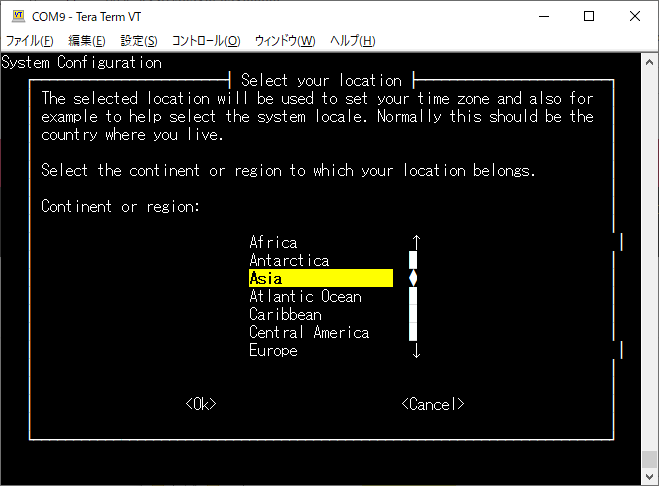 COM9 - Tera Term VT
ファイル(F) 編集(E) 設定(S) コントロール(O) ウィンドウ(W) ヘルプ(H)
System Configuration
Select your location
The selected location will be used to set your time zone and also for
example to help select the system locale. Normally this should be the
country where you live.
Select the continent or region to which your location belongs.
Continent or region:
Africa
Antarctica
Asia
Atlantic Ocean
Caribbean
Central America
Europe
<Ok> <Cancel>